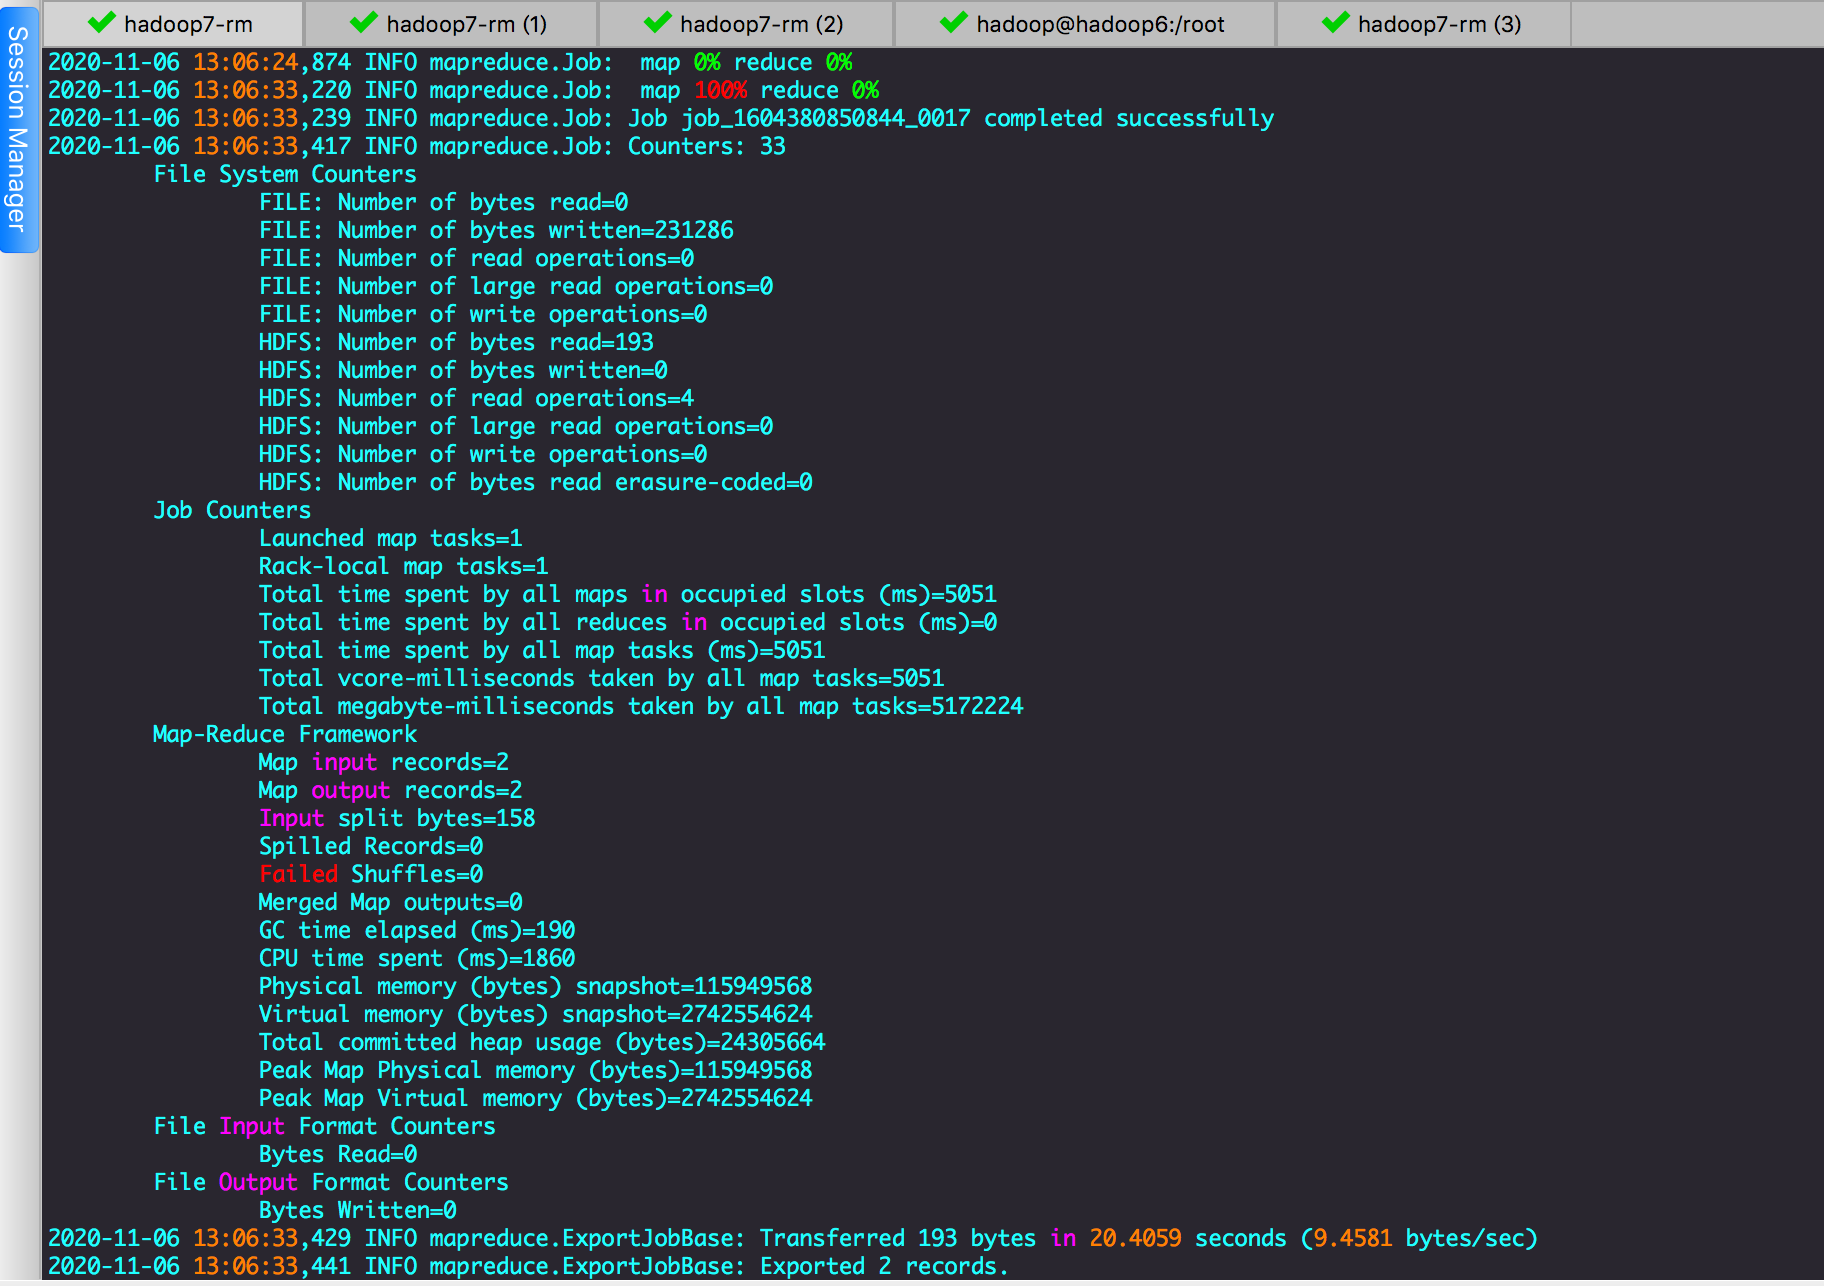 Session Manager
hadoop7-rm
hadoop7-rm (1)
hadoop7-rm (2)
hadoop@hadoop6:/root
hadoop7-rm (3)
2020-11-06 13:06:24,874 INFO mapreduce.Job:  map 0% reduce 0%
2020-11-06 13:06:33,220 INFO mapreduce.Job:  map 100% reduce 0%
2020-11-06 13:06:33,239 INFO mapreduce.Job: Job job_1604380850844_0017 completed successfully
2020-11-06 13:06:33,417 INFO mapreduce.Job: Counters: 33
File System Counters
FILE: Number of bytes read=0
FILE: Number of bytes written=231286
FILE: Number of read operations=0
FILE: Number of large read operations=0
FILE: Number of write operations=0
HDFS: Number of bytes read=193
HDFS: Number of bytes written=0
HDFS: Number of read operations=4
HDFS: Number of large read operations=0
HDFS: Number of write operations=0
HDFS: Number of bytes read erasure-coded=0
Job Counters
Launched map tasks=1
Rack-local map tasks=1
Total time spent by all maps in occupied slots (ms)=5051
Total time spent by all reduces in occupied slots (ms)=0
Total time spent by all map tasks (ms)=5051
Total vcore-milliseconds taken by all map tasks=5051
Total megabyte-milliseconds taken by all map tasks=5172224
Map-Reduce Framework
Map input records=2
Map output records=2
Input split bytes=158
Spilled Records=0
Failed Shuffles=0
Merged Map outputs=0
GC time elapsed (ms)=190
CPU time spent (ms)=1860
Physical memory (bytes) snapshot=115949568
Virtual memory (bytes) snapshot=2742554624
Total committed heap usage (bytes)=24305664
Peak Map Physical memory (bytes)=115949568
Peak Map Virtual memory (bytes)=2742554624
File Input Format Counters
Bytes Read=0
File Output Format Counters
Bytes Written=0
2020-11-06 13:06:33,429 INFO mapreduce.ExportJobBase: Transferred 193 bytes in 20.4059 seconds (9.4581 bytes/sec)
2020-11-06 13:06:33,441 INFO mapreduce.ExportJobBase: Exported 2 records.